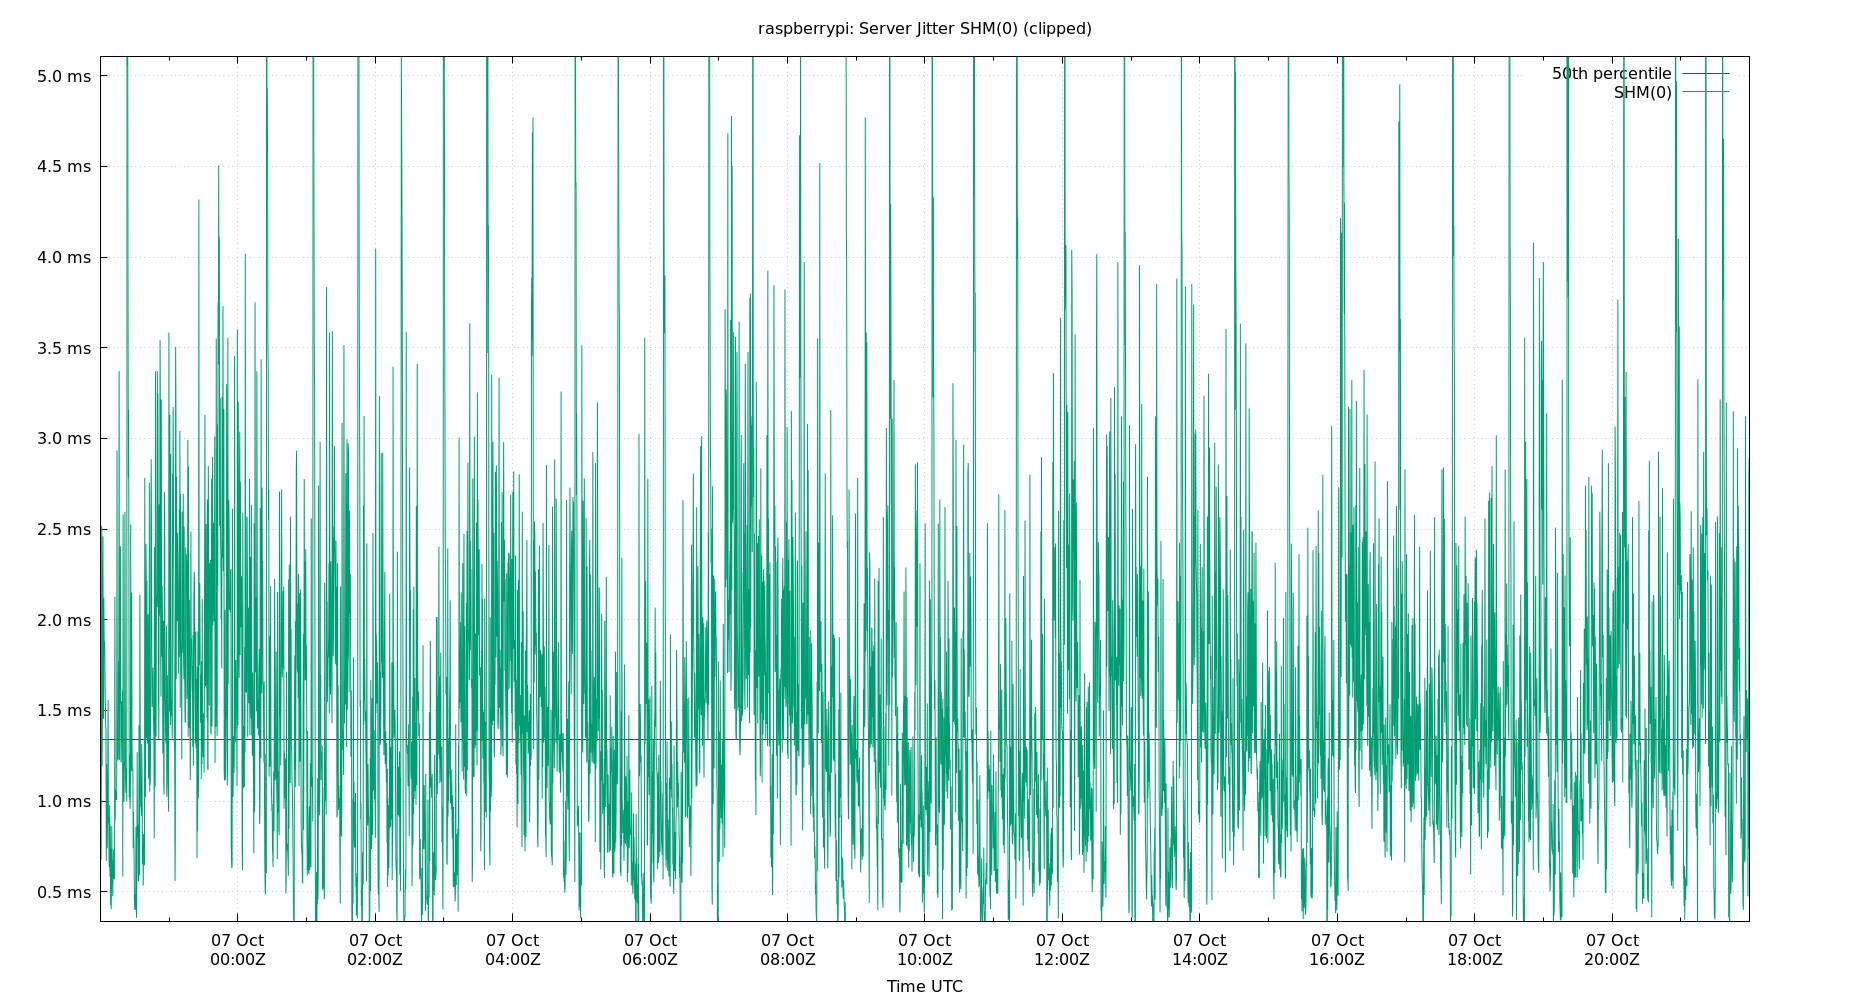 raspberrypi: Server Jitter SHM(0) (clipped)
5.0 ms
4.5 ms
4.0 ms
3.5 ms
3.0 ms
2.5 ms
2.0 ms
1.5 ms
1.0 ms
0.5 ms
50th percentile
SHM(0)
07 Oct 07 Oct 07 Oct 07 Oct 07 Oct 07 Oct 07 Oct 07 Oct 07 Oct 07 Oct 07 Oct
00:00Z 02:00Z 04:00Z 06:00Z 08:00Z 10:00Z 12:00Z 14:00Z 16:00Z 18:00Z 20:00Z
Time UTC